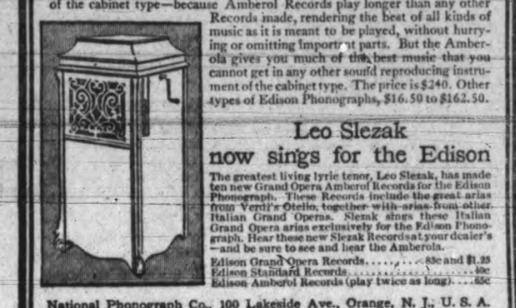 of the cabinet type—because Amberol Records play longer than any other
Records made, rendering the best of all kinds of
music as it is meant to be played, without hurry-
ing or omitting important parts. But the Amber-
ola gives you much of the best music that you
cannot get in any other sound reproducing instru-
ment of the cabinet type. The price is $240. Other
types of Edison Phonographs, $16.50 to $162.50.
Leo Slezak
now sings for the Edison
The greatest living lyric tenor, Leo Slezak, has made
ten new Grand Opera Amberol Records for the Edison
Phonograph. These Records include the great arias
from Verdi's Otello, together with arias from other
Italian Grand Operas. Slezak sings these Italian
Grand Opera arias exclusively for the Edison Phono-
graph. Hear these new Slezak Records at your dealer's
—and be sure to see and hear the Amberola.
Edison Grand Opera Records........85c and $1.25
Edison Standard Records....................40c
Edison Amberol Records (play twice as long)....65c
National Phonograph Co., 100 Lakeside Ave., Orange, N. J., U. S. A.